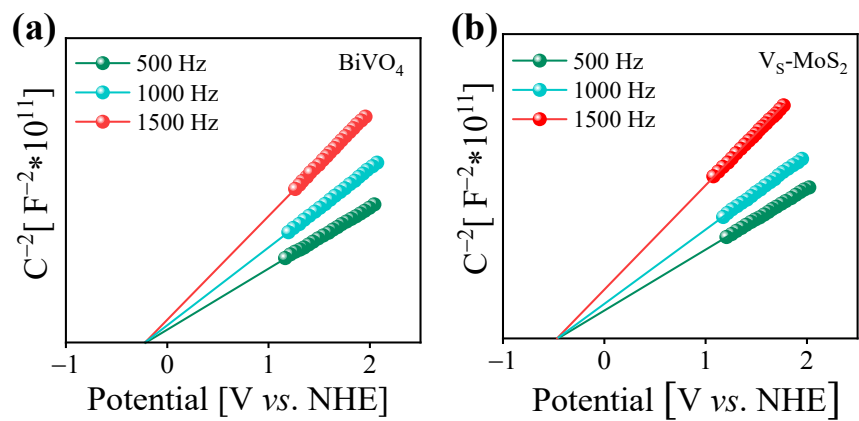 (a)
500 Hz
1000 Hz
1500 Hz
BiVO₄
C⁻²[ F⁻²*10¹¹]
−1
0
1
2
Potential [V vs. NHE]
(b)
500 Hz
1000 Hz
1500 Hz
V_S-MoS₂
C⁻²[ F⁻²*10¹¹]
−1
0
1
2
Potential [V vs. NHE]